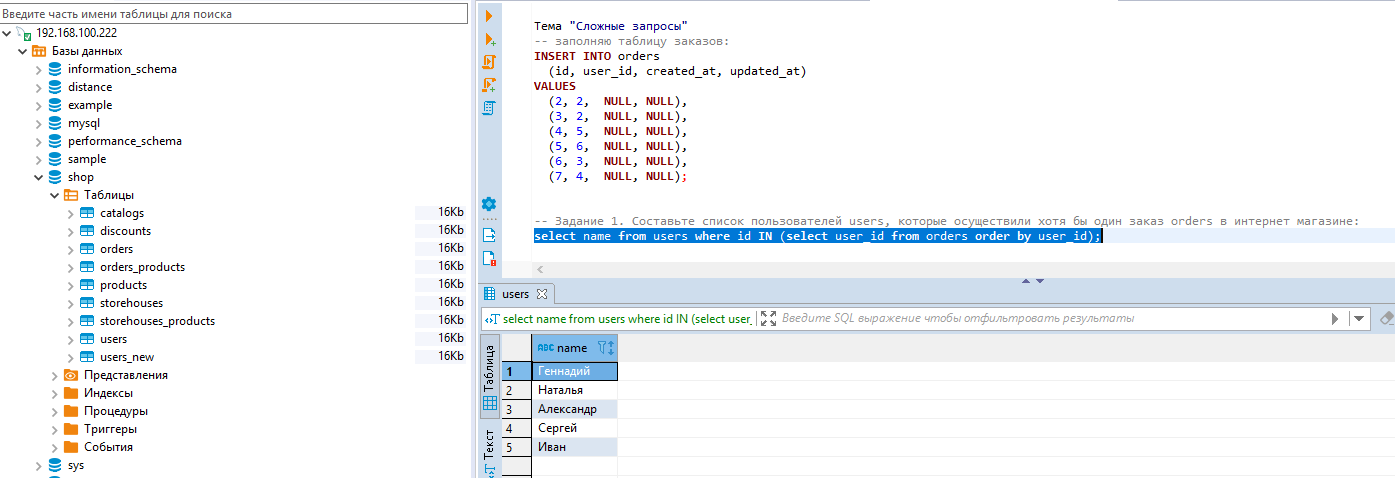 Введите часть имени таблицы для поиска
192.168.100.222
Базы данных
information_schema
distance
example
mysql
performance_schema
sample
shop
Таблицы
catalogs 16Kb
discounts 16Kb
orders 16Kb
orders_products 16Kb
products 16Kb
storehouses 16Kb
storehouses_products 16Kb
users 16Kb
users_new 16Kb
Представления
Индексы
Процедуры
Триггеры
События
sys
Тема "Сложные запросы"
-- заполняю таблицу заказов:
INSERT INTO orders
(id, user_id, created_at, updated_at)
VALUES
(2, 2, NULL, NULL),
(3, 2, NULL, NULL),
(4, 5, NULL, NULL),
(5, 6, NULL, NULL),
(6, 3, NULL, NULL),
(7, 4, NULL, NULL);
-- Задание 1. Составьте список пользователей users, которые осуществили хотя бы один заказ orders в интернет магазине:
select name from users where id IN (select user_id from orders order by user_id);
users
select name from users where id IN (select user_ Введите SQL выражение чтобы отфильтровать результаты
Таблица
Текст
ABC name
1 Геннадий
2 Наталья
3 Александр
4 Сергей
5 Иван